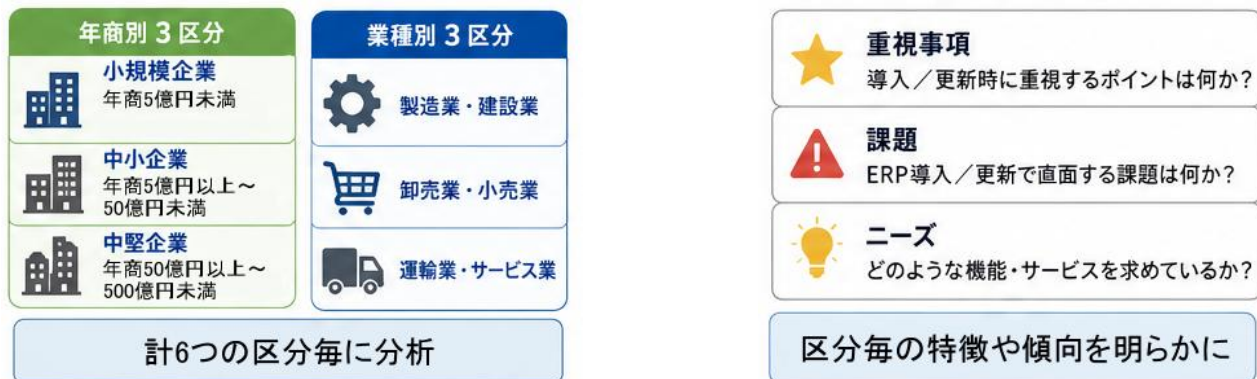 年商別 3 区分
小規模企業
年商5億円未満
中小企業
年商5億円以上～
50億円未満
中堅企業
年商50億円以上～
500億円未満
業種別 3 区分
製造業・建設業
卸売業・小売業
運輸業・サービス業
計6つの区分毎に分析
重視事項
導入／更新時に重視するポイントは何か?
課題
ERP導入／更新で直面する課題は何か?
ニーズ
どのような機能・サービスを求めているか?
区分毎の特徴や傾向を明らかに